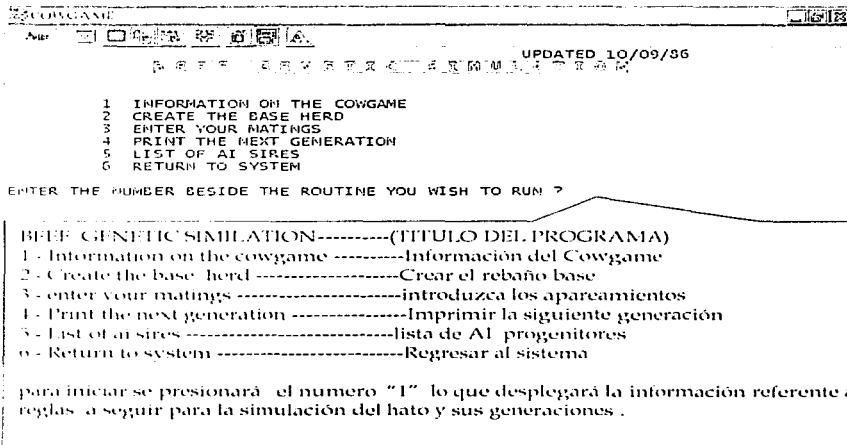 COWGAME
UPDATED 10/09/86
BEEF GENETIC SIMULATION
1 INFORMATION ON THE COWGAME
2 CREATE THE BASE HERD
3 ENTER YOUR MATINGS
4 PRINT THE NEXT GENERATION
5 LIST OF AI SIRES
6 RETURN TO SYSTEM
ENTER THE NUMBER BESIDE THE ROUTINE YOU WISH TO RUN ?
BEEF GENETIC SIMILATION----------(TITULO DEL PROGRAMA)
1 - Information on the cowgame ----------Información del Cowgame
2 - Create the base herd --------------------Crear el rebaño base
3 - enter your matings ------------------------introduzca los apareamientos
4 - Print the next generation ----------------Imprimir la siguiente generación
5 - List of ai sires -----------------------------lista de AI progenitores
6 - Return to system --------------------------Regresar al sistema
para iniciar se presionará el numero "1" lo que desplegará la información referente a
reglas a seguir para la simulación del hato y sus generaciones .